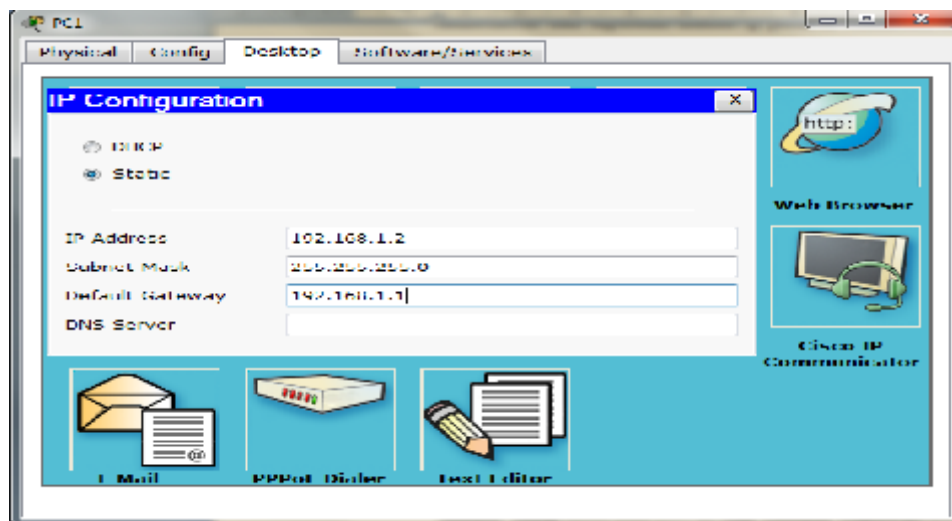 PC1
Physical Config Desktop Software/Services
IP Configuration X
DHCP
Static
IP Address 192.168.1.2
Subnet Mask 255.255.255.0
Default Gateway 192.168.1.1
DNS Server
http:
Web Browser
Cisco IP
Communicator
E Mail PPPoE Dialer Text Editor